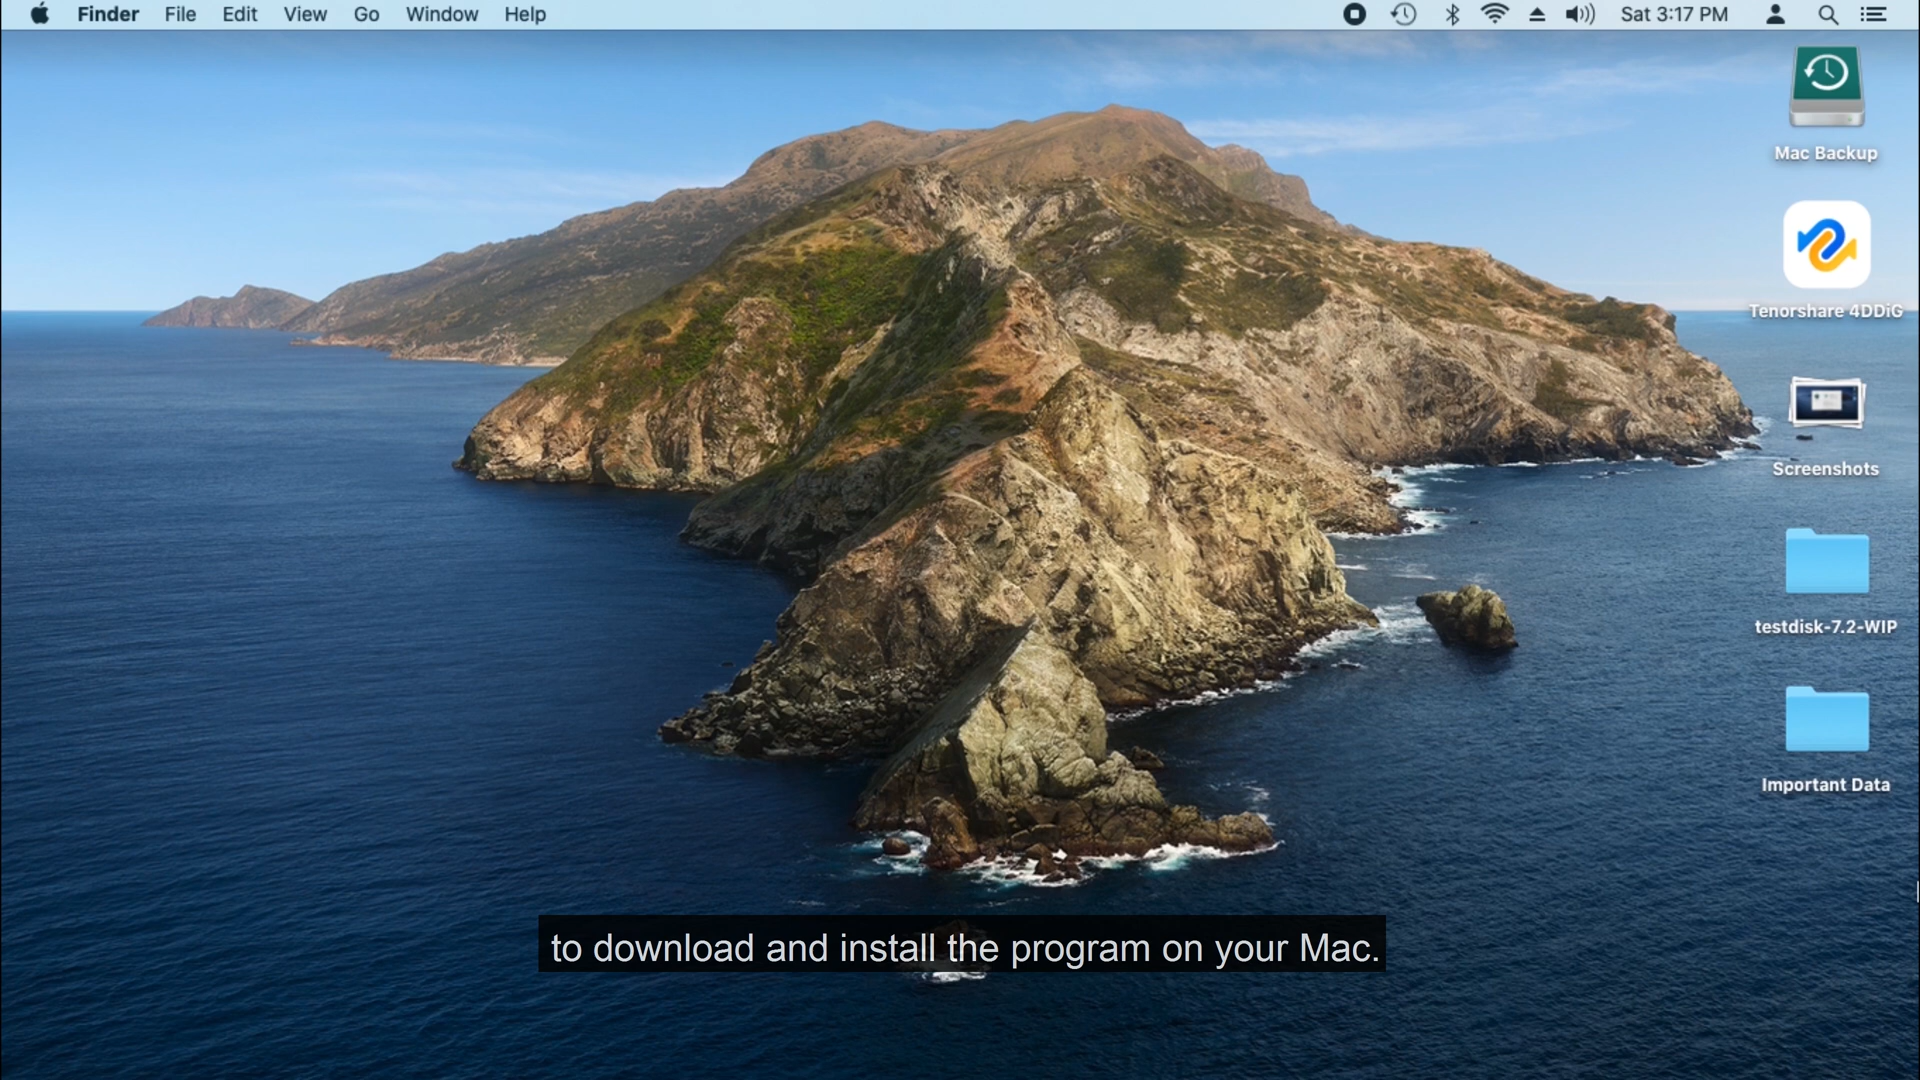 Finder File Edit View Go Window Help Sat 3:17 PM
Mac Backup
Tenorshare 4DDiG
Screenshots
testdisk-7.2-WIP
Important Data
to download and install the program on your Mac.